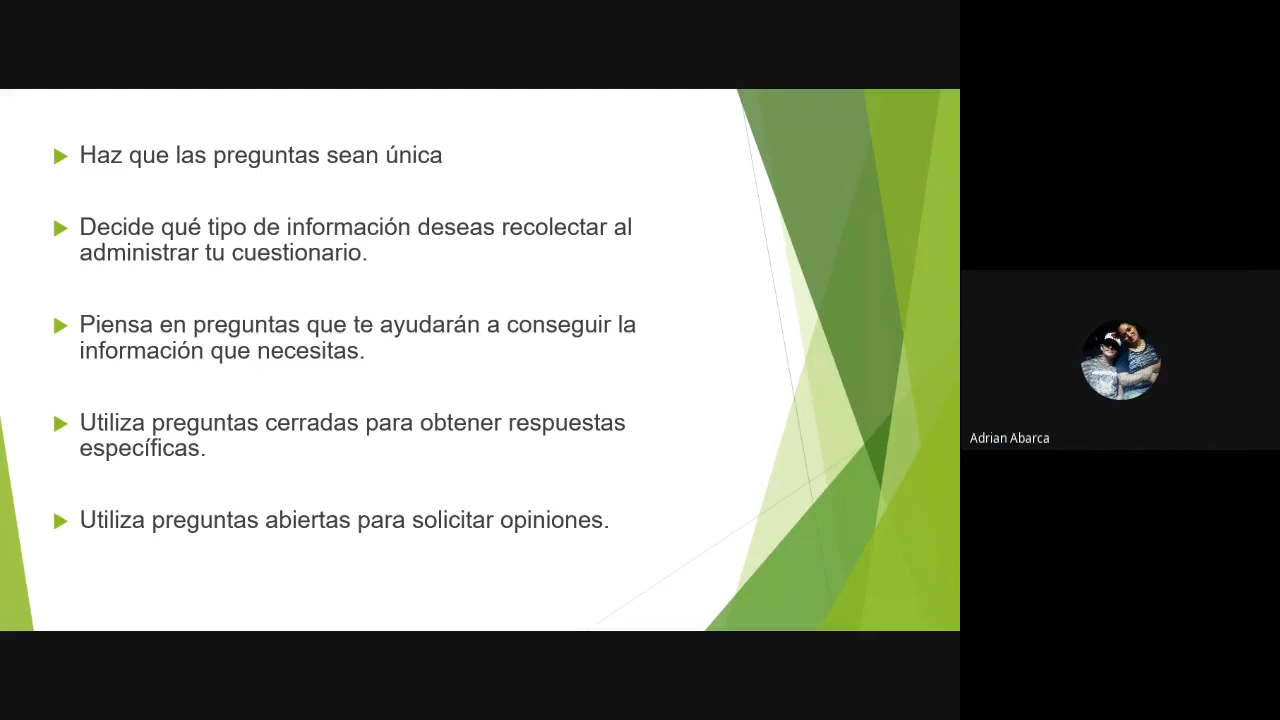 Haz que las preguntas sean única
Decide qué tipo de información deseas recolectar al
administrar tu cuestionario.
Piensa en preguntas que te ayudarán a conseguir la
información que necesitas.
Utiliza preguntas cerradas para obtener respuestas
específicas.
Utiliza preguntas abiertas para solicitar opiniones.
Adrian Abarca